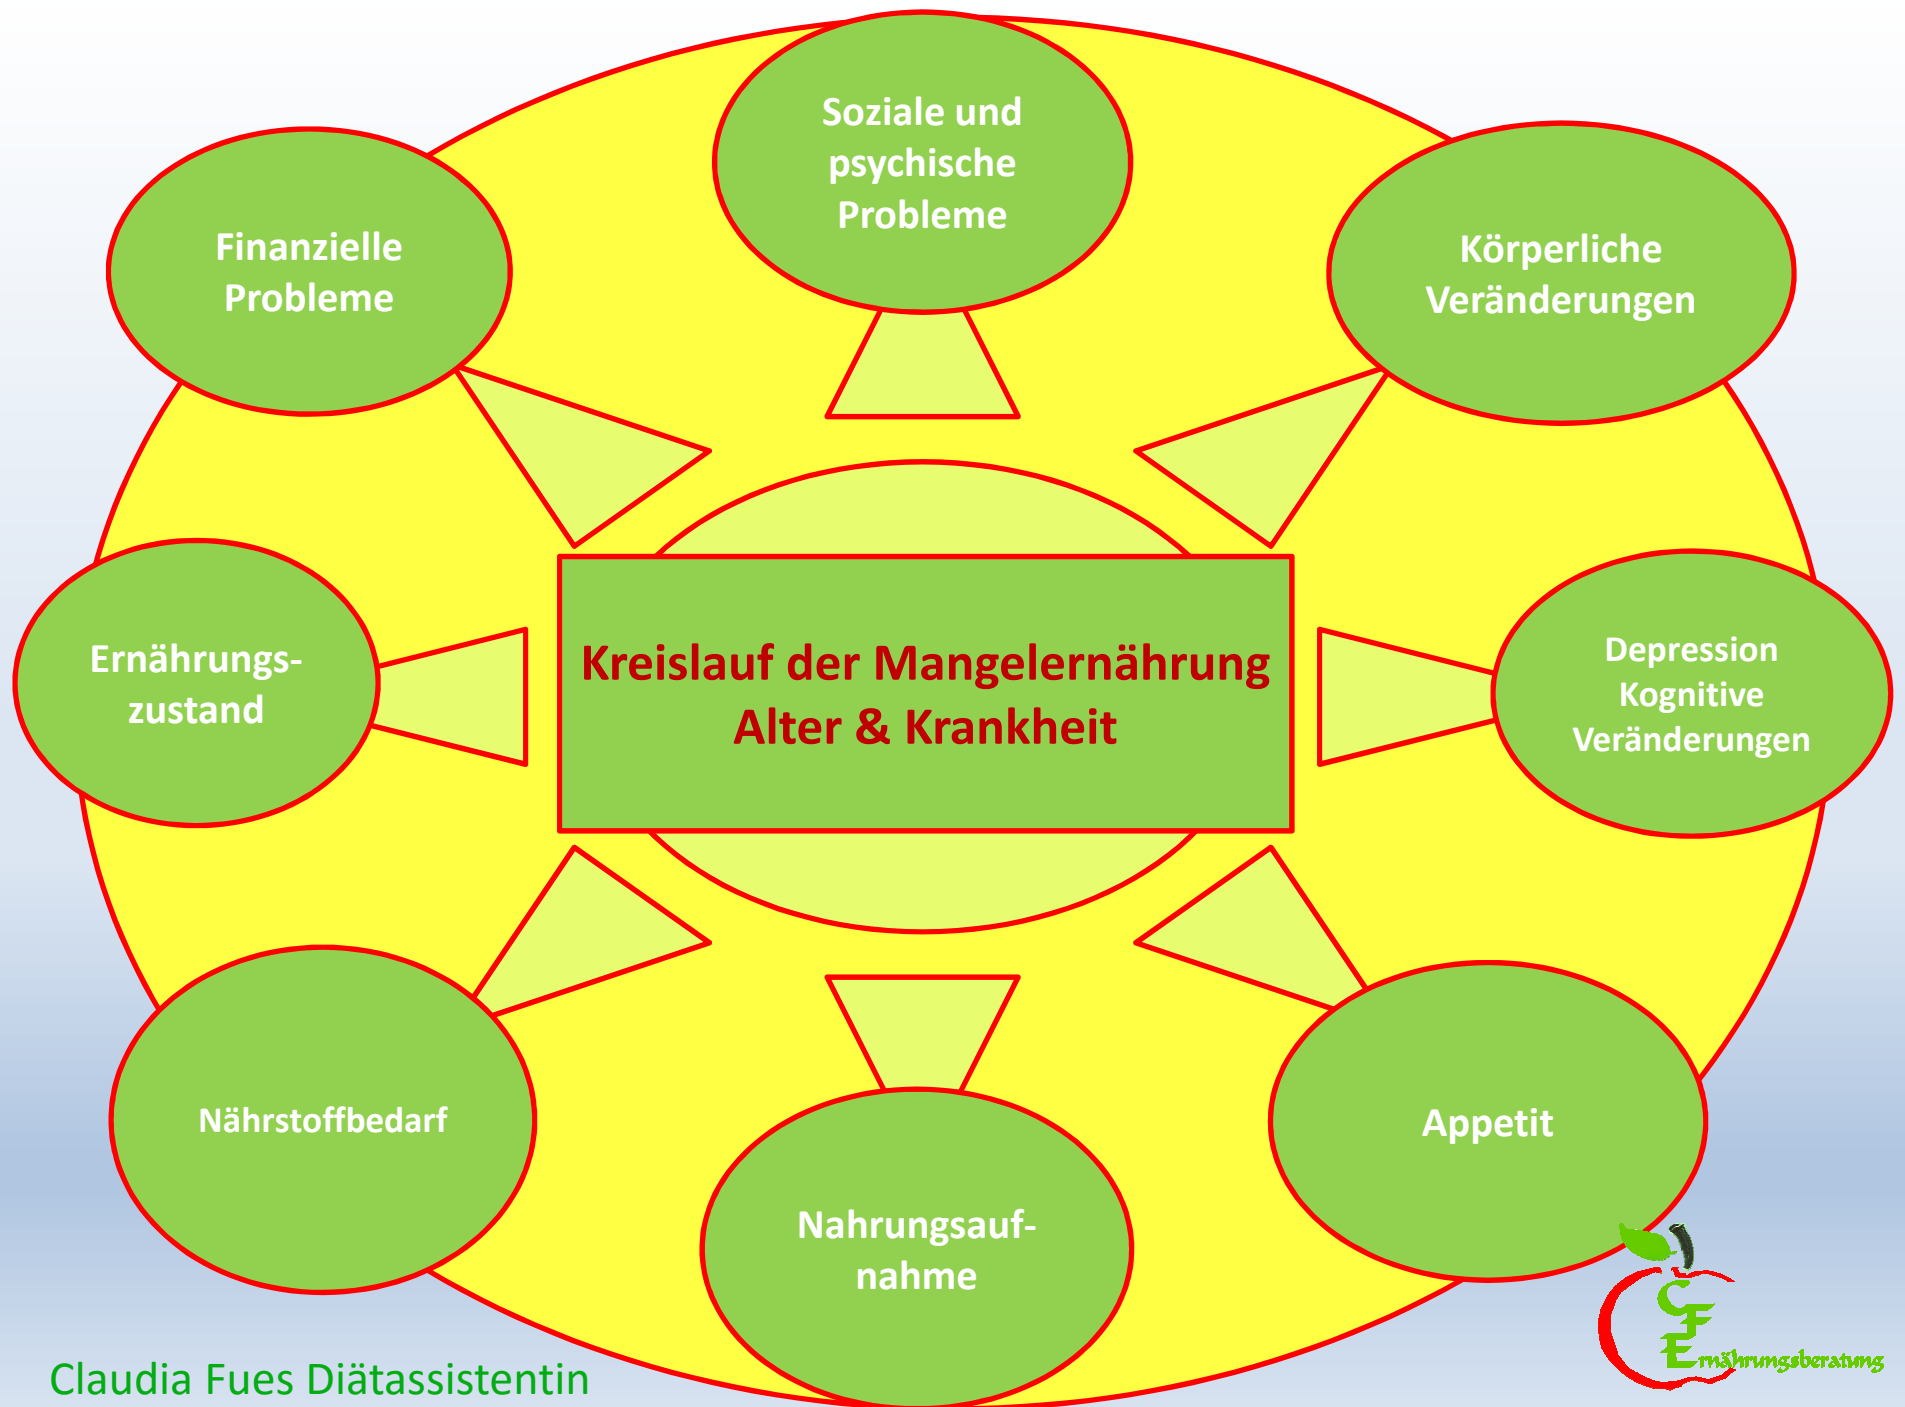 Soziale und
psychische
Probleme
Finanzielle
Probleme
Körperliche
Veränderungen
Ernährungs-
zustand
Kreislauf der Mangelernährung
Alter & Krankheit
Depression
Kognitive
Veränderungen
Nährstoffbedarf
Appetit
Nahrungsauf-
nahme
CF
Ernährungsberatung
Claudia Fues Diätassistentin